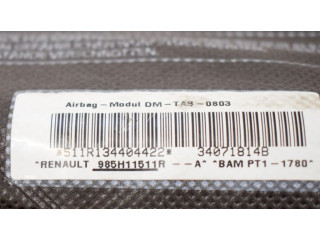 Airbag-Modul DM-TAS-0803
*511R134404422* 34071814B
"RENAULT 985H11511R --A" "BAM PT1-1780"